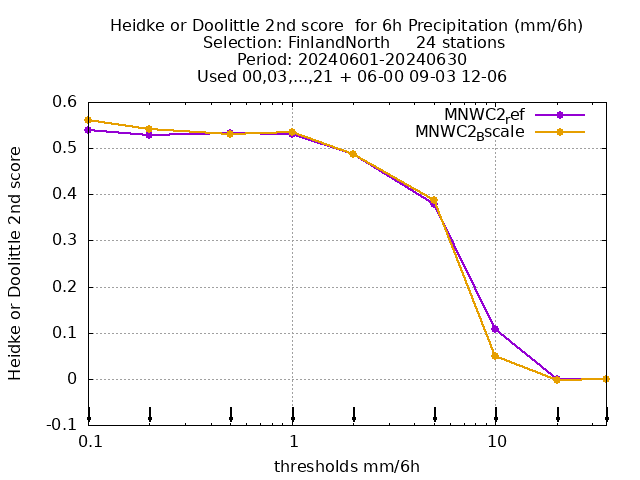 Heidke or Doolittle 2nd score  for 6h Precipitation (mm/6h)
Selection: FinlandNorth     24 stations
Period: 20240601-20240630
Used 00,03,...,21 + 06-00 09-03 12-06
MNWC2_ref
MNWC2_Bscale
Heidke or Doolittle 2nd score
0.6
0.5
0.4
0.3
0.2
0.1
0
-0.1
0.1 1 10
thresholds mm/6h